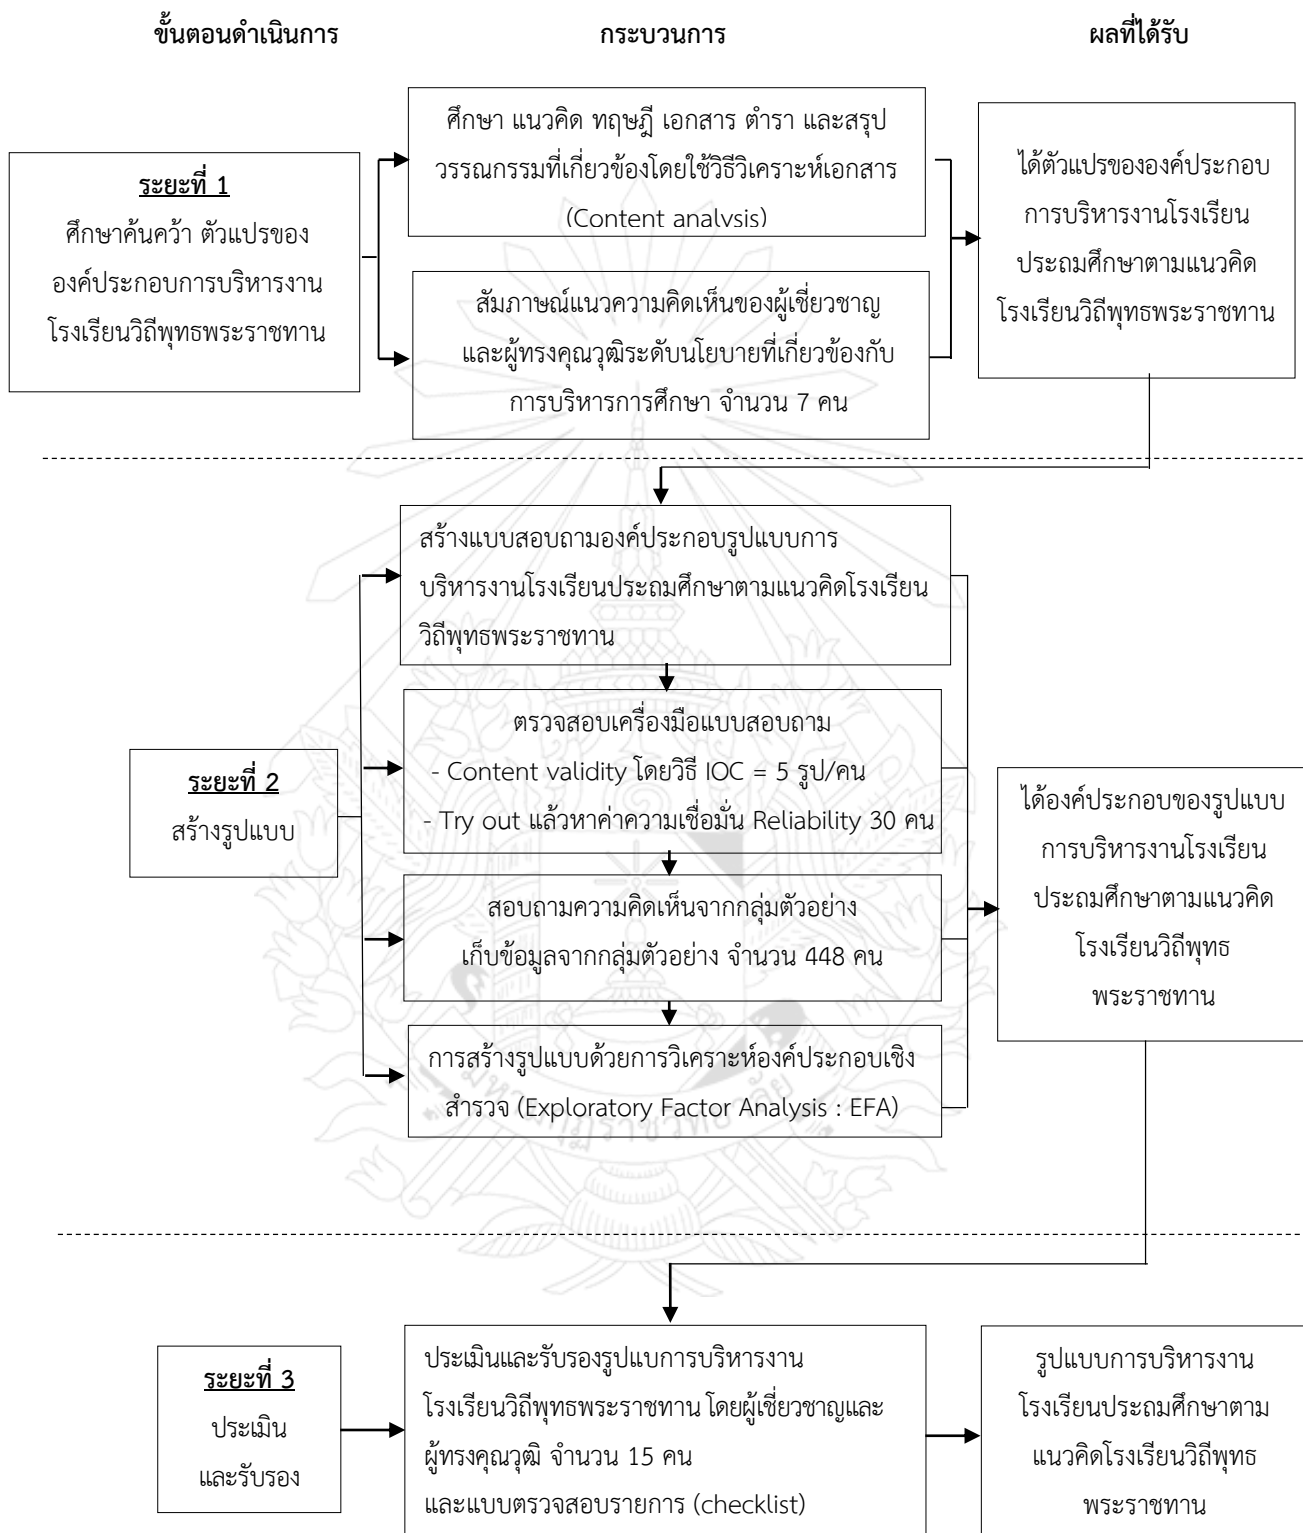 ขั้นตอนดำเนินการ
กระบวนการ
ผลที่ได้รับ
ระยะที่ 1
ศึกษาค้นคว้า ตัวแปรของ
องค์ประกอบการบริหารงาน
โรงเรียนวิถีพุทธพระราชทาน
ศึกษา แนวคิด ทฤษฎี เอกสาร ตำรา และสรุป
วรรณกรรมที่เกี่ยวข้องโดยใช้วิธีวิเคราะห์เอกสาร
(Content analysis)
สัมภาษณ์แนวความคิดเห็นของผู้เชี่ยวชาญ
และผู้ทรงคุณวุฒิระดับนโยบายที่เกี่ยวข้องกับ
การบริหารการศึกษา จำนวน 7 คน
ได้ตัวแปรขององค์ประกอบ
การบริหารงานโรงเรียน
ประถมศึกษาตามแนวคิด
โรงเรียนวิถีพุทธพระราชทาน
ระยะที่ 2
สร้างรูปแบบ
สร้างแบบสอบถามองค์ประกอบรูปแบบการ
บริหารงานโรงเรียนประถมศึกษาตามแนวคิดโรงเรียน
วิถีพุทธพระราชทาน
ตรวจสอบเครื่องมือแบบสอบถาม
- Content validity โดยวิธี IOC = 5 รูป/คน
- Try out แล้วหาค่าความเชื่อมั่น Reliability 30 คน
สอบถามความคิดเห็นจากกลุ่มตัวอย่าง
เก็บข้อมูลจากกลุ่มตัวอย่าง จำนวน 448 คน
การสร้างรูปแบบด้วยการวิเคราะห์องค์ประกอบเชิง
สำรวจ (Exploratory Factor Analysis : EFA)
ได้องค์ประกอบของรูปแบบ
การบริหารงานโรงเรียน
ประถมศึกษาตามแนวคิด
โรงเรียนวิถีพุทธ
พระราชทาน
มหามกุฏราชวิทยาลัย
ระยะที่ 3
ประเมิน
และรับรอง
ประเมินและรับรองรูปแบการบริหารงาน
โรงเรียนวิถีพุทธพระราชทาน โดยผู้เชี่ยวชาญและ
ผู้ทรงคุณวุฒิ จำนวน 15 คน
และแบบตรวจสอบรายการ (checklist)
รูปแบบการบริหารงาน
โรงเรียนประถมศึกษาตาม
แนวคิดโรงเรียนวิถีพุทธ
พระราชทาน